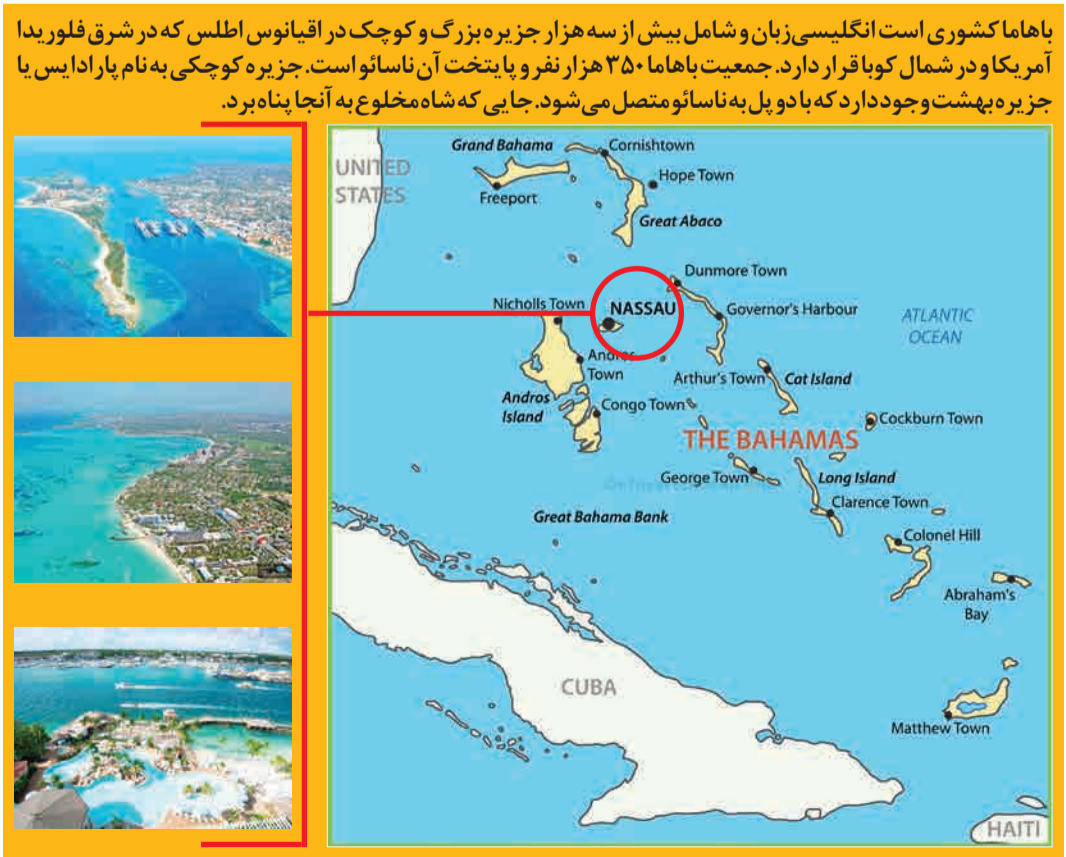 باهاما کشوری است انگلیسی‌زبان و شامل بیش از سه هزار جزیره بزرگ و کوچک در اقیانوس اطلس که در شرق فلوریدا
آمریکا و در شمال کوبا قرار دارد. جمعیت باهاما ۳۵۰ هزار نفر و پایتخت آن ناسائو است. جزیره کوچکی به نام پارادایس یا
جزیره بهشت وجود دارد که با دو پل به ناسائو متصل می‌شود. جایی که شاه مخلوع به آنجا پناه برد.
UNITED
STATES
Grand Bahama
Cornishtown
Freeport
Hope Town
Great Abaco
Dunmore Town
Nicholls Town
NASSAU
Governor's Harbour
ATLANTIC
OCEAN
Andros
Town
Arthur's Town
Cat Island
Andros
Island
Congo Town
Cockburn Town
THE BAHAMAS
George Town
Long Island
Clarence Town
Great Bahama Bank
Colonel Hill
Abraham's
Bay
CUBA
Matthew Town
HAITI